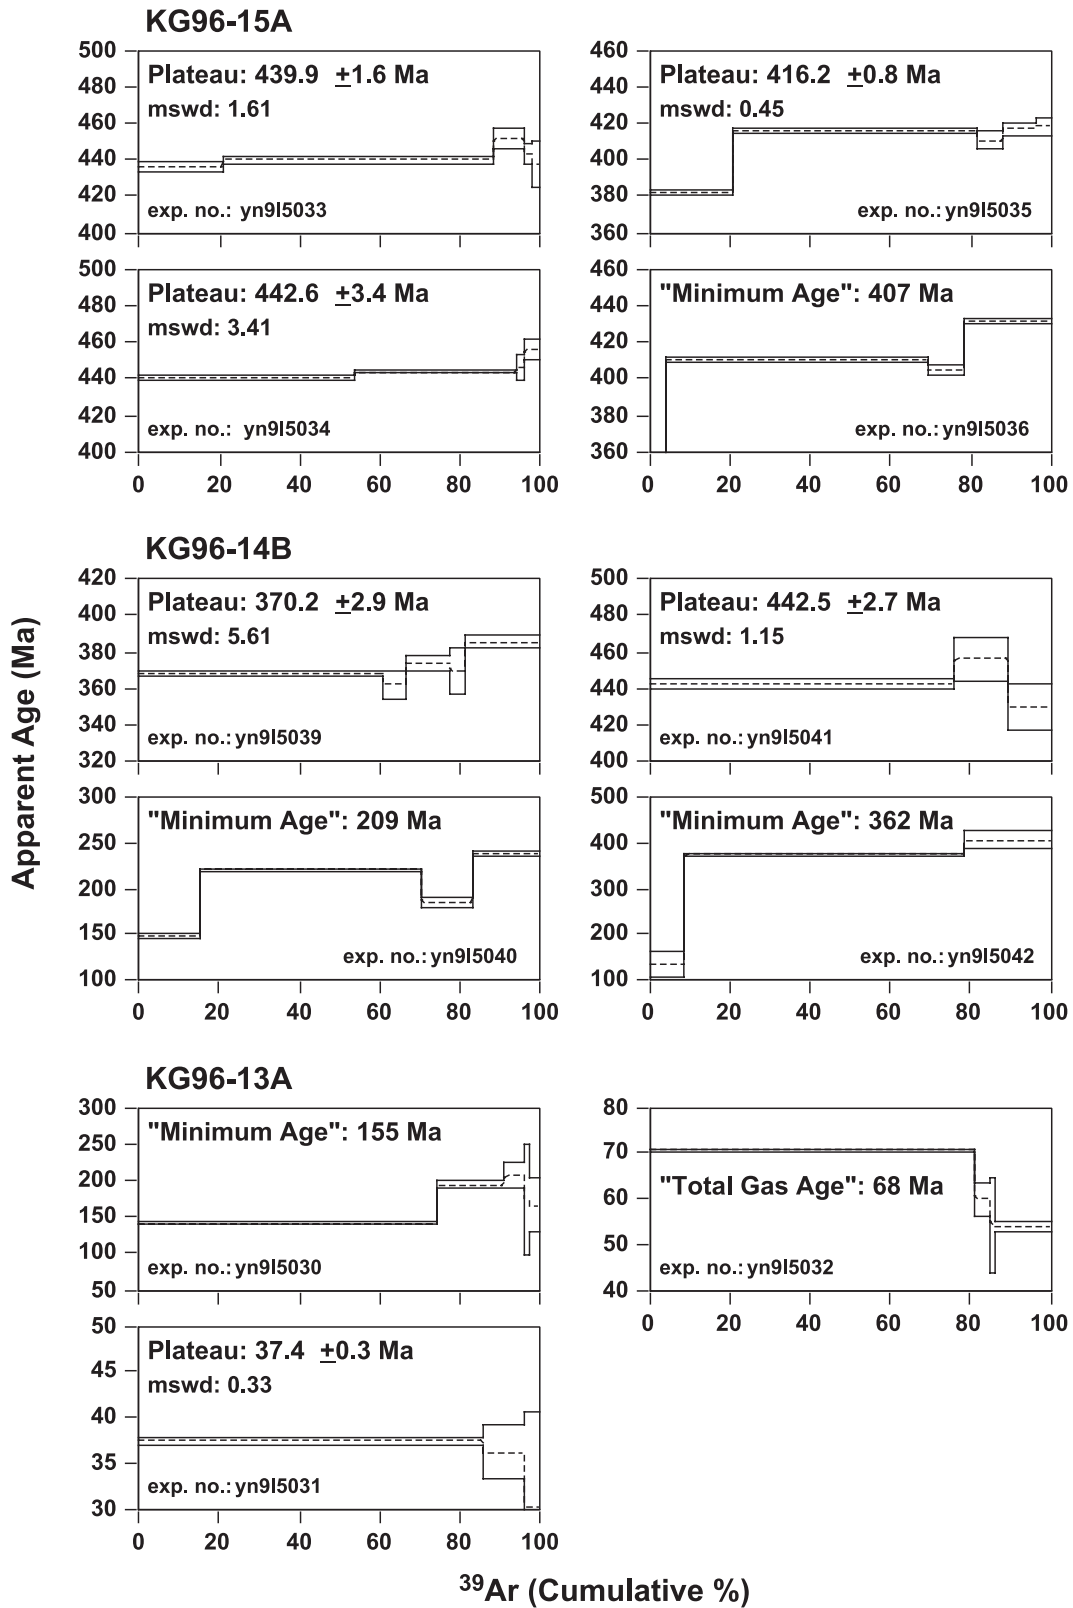 KG96-15A
500
480
460
440
420
400
Plateau: 439.9 ±1.6 Ma
mswd: 1.61
exp. no.: yn9l5033
460
440
420
400
380
360
Plateau: 416.2 ±0.8 Ma
mswd: 0.45
exp. no.: yn9l5035
500
480
460
440
420
400
Plateau: 442.6 ±3.4 Ma
mswd: 3.41
exp. no.: yn9l5034
0 20 40 60 80 100
460
440
420
400
380
360
"Minimum Age": 407 Ma
exp. no.: yn9l5036
0 20 40 60 80 100
KG96-14B
420
400
380
360
340
320
Plateau: 370.2 ±2.9 Ma
mswd: 5.61
exp. no.: yn9l5039
500
480
460
440
420
400
Plateau: 442.5 ±2.7 Ma
mswd: 1.15
exp. no.: yn9l5041
300
250
200
150
100
"Minimum Age": 209 Ma
exp. no.: yn9l5040
0 20 40 60 80 100
500
400
300
200
100
"Minimum Age": 362 Ma
exp. no.: yn9l5042
0 20 40 60 80 100
Apparent Age (Ma)
KG96-13A
300
250
200
150
100
50
"Minimum Age": 155 Ma
exp. no.: yn9l5030
80
70
60
50
40
"Total Gas Age": 68 Ma
exp. no.: yn9l5032
0 20 40 60 80 100
50
45
40
35
30
Plateau: 37.4 ±0.3 Ma
mswd: 0.33
exp. no.: yn9l5031
0 20 40 60 80 100
³⁹Ar (Cumulative %)